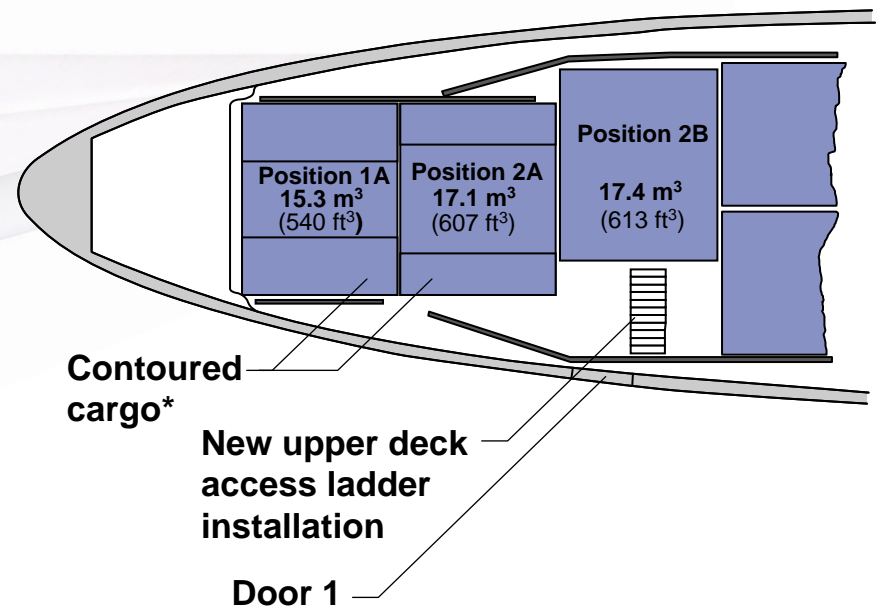 Position 1A
15.3 m³
(540 ft³)
Position 2A
17.1 m³
(607 ft³)
Position 2B
17.4 m³
(613 ft³)
Contoured
cargo*
New upper deck
access ladder
installation
Door 1